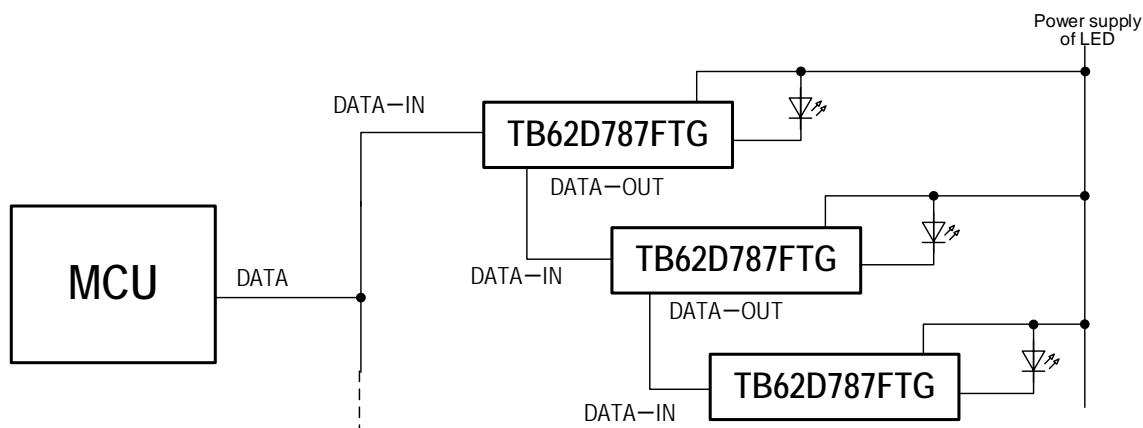 Power supply
of LED
DATA−IN
TB62D787FTG
DATA−OUT
MCU
DATA
DATA−IN
TB62D787FTG
DATA−OUT
TB62D787FTG
DATA−IN